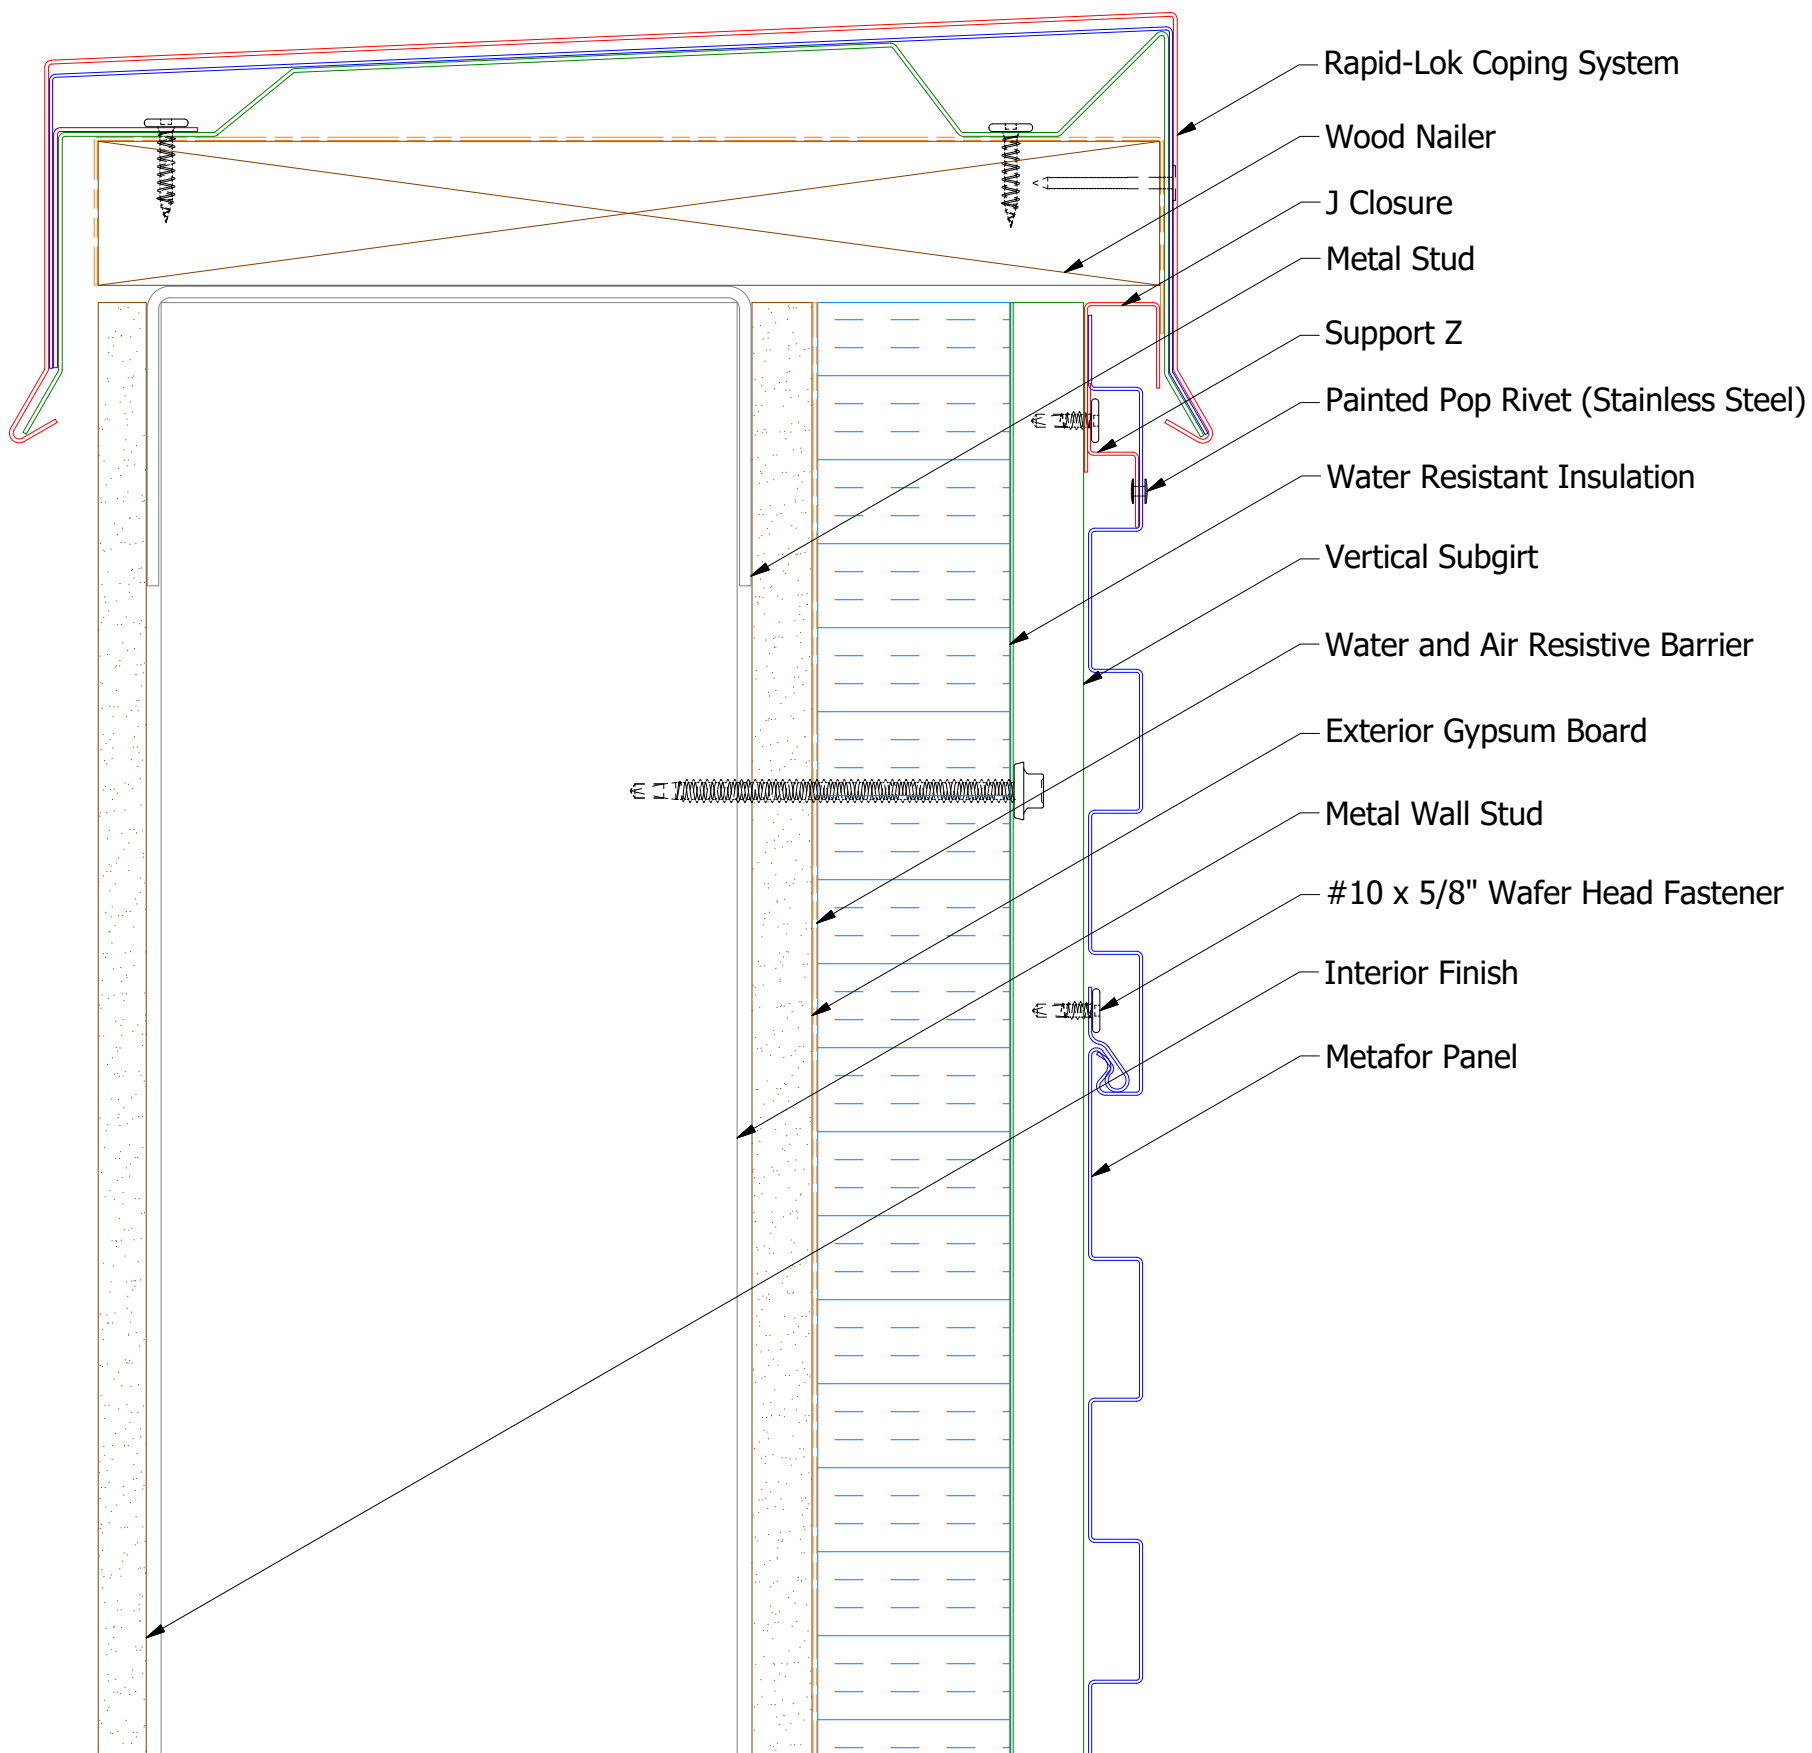 Rapid-Lok Coping System
Wood Nailer
J Closure
Metal Stud
Support Z
Painted Pop Rivet (Stainless Steel)
Water Resistant Insulation
Vertical Subgirt
Water and Air Resistive Barrier
Exterior Gypsum Board
Metal Wall Stud
#10 x 5/8" Wafer Head Fastener
Interior Finish
Metafor Panel